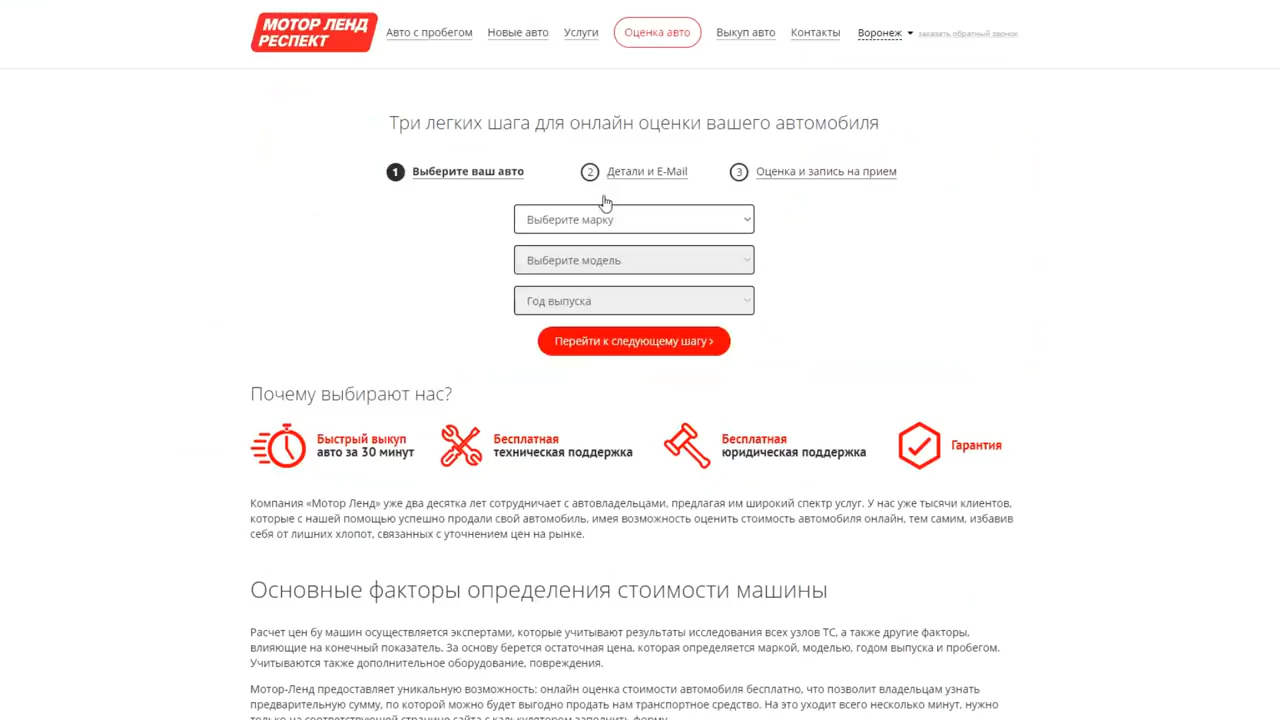 МОТОР ЛЕНД
РЕСПЕКТ
Авто с пробегом Новые авто Услуги Оценка авто Выкуп авто Контакты Воронеж заказать обратный звонок
Три легких шага для онлайн оценки вашего автомобиля
1 Выберите ваш авто 2 Детали и E-Mail 3 Оценка и запись на прием
Выберите марку
Выберите модель
Год выпуска
Перейти к следующему шагу ›
Почему выбирают нас?
Быстрый выкуп
авто за 30 минут
Бесплатная
техническая поддержка
Бесплатная
юридическая поддержка
Гарантия
Компания «Мотор Ленд» уже два десятка лет сотрудничает с автовладельцами, предлагая им широкий спектр услуг. У нас уже тысячи клиентов,
которые с нашей помощью успешно продали свой автомобиль, имея возможность оценить стоимость автомобиля онлайн, тем самим, избавив
себя от лишних хлопот, связанных с уточнением цен на рынке.
Основные факторы определения стоимости машины
Расчет цен бу машин осуществляется экспертами, которые учитывают результаты исследования всех узлов ТС, а также другие факторы,
влияющие на конечный показатель. За основу берется остаточная цена, которая определяется маркой, моделью, годом выпуска и пробегом.
Учитываются также дополнительное оборудование, повреждения.
Мотор-Ленд предоставляет уникальную возможность: онлайн оценка стоимости автомобиля бесплатно, что позволит владельцам узнать
предварительную сумму, по которой можно будет выгодно продать нам транспортное средство. На это уходит всего несколько минут, нужно
только на соответствующей странице сайта с калькулятором заполнить форму.